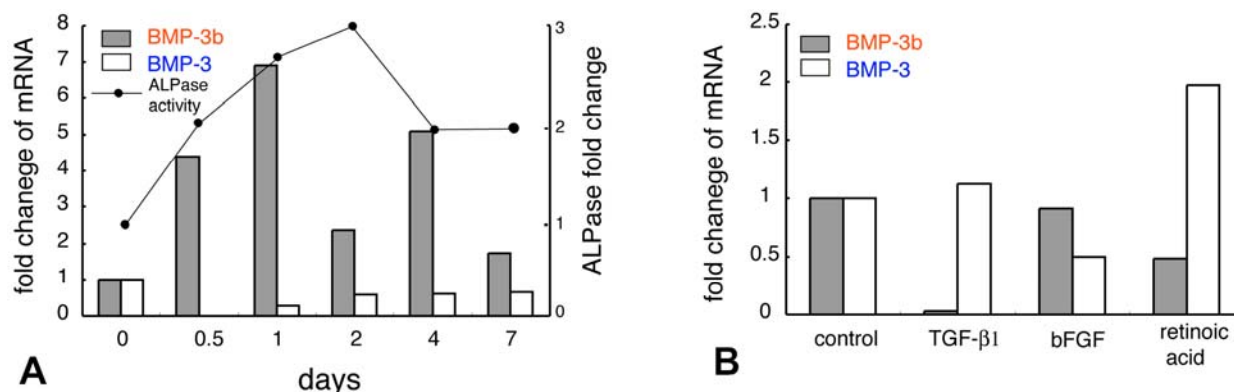 8
7
6
5
4
3
2
1
0
fold chanege of mRNA
BMP-3b
BMP-3
ALPase
activity
3
2
1
0
ALPase fold change
0 0.5 1 2 4 7
days
A
2.5
2
1.5
1
0.5
0
fold chanege of mRNA
BMP-3b
BMP-3
control TGF-β1 bFGF retinoic
acid
B